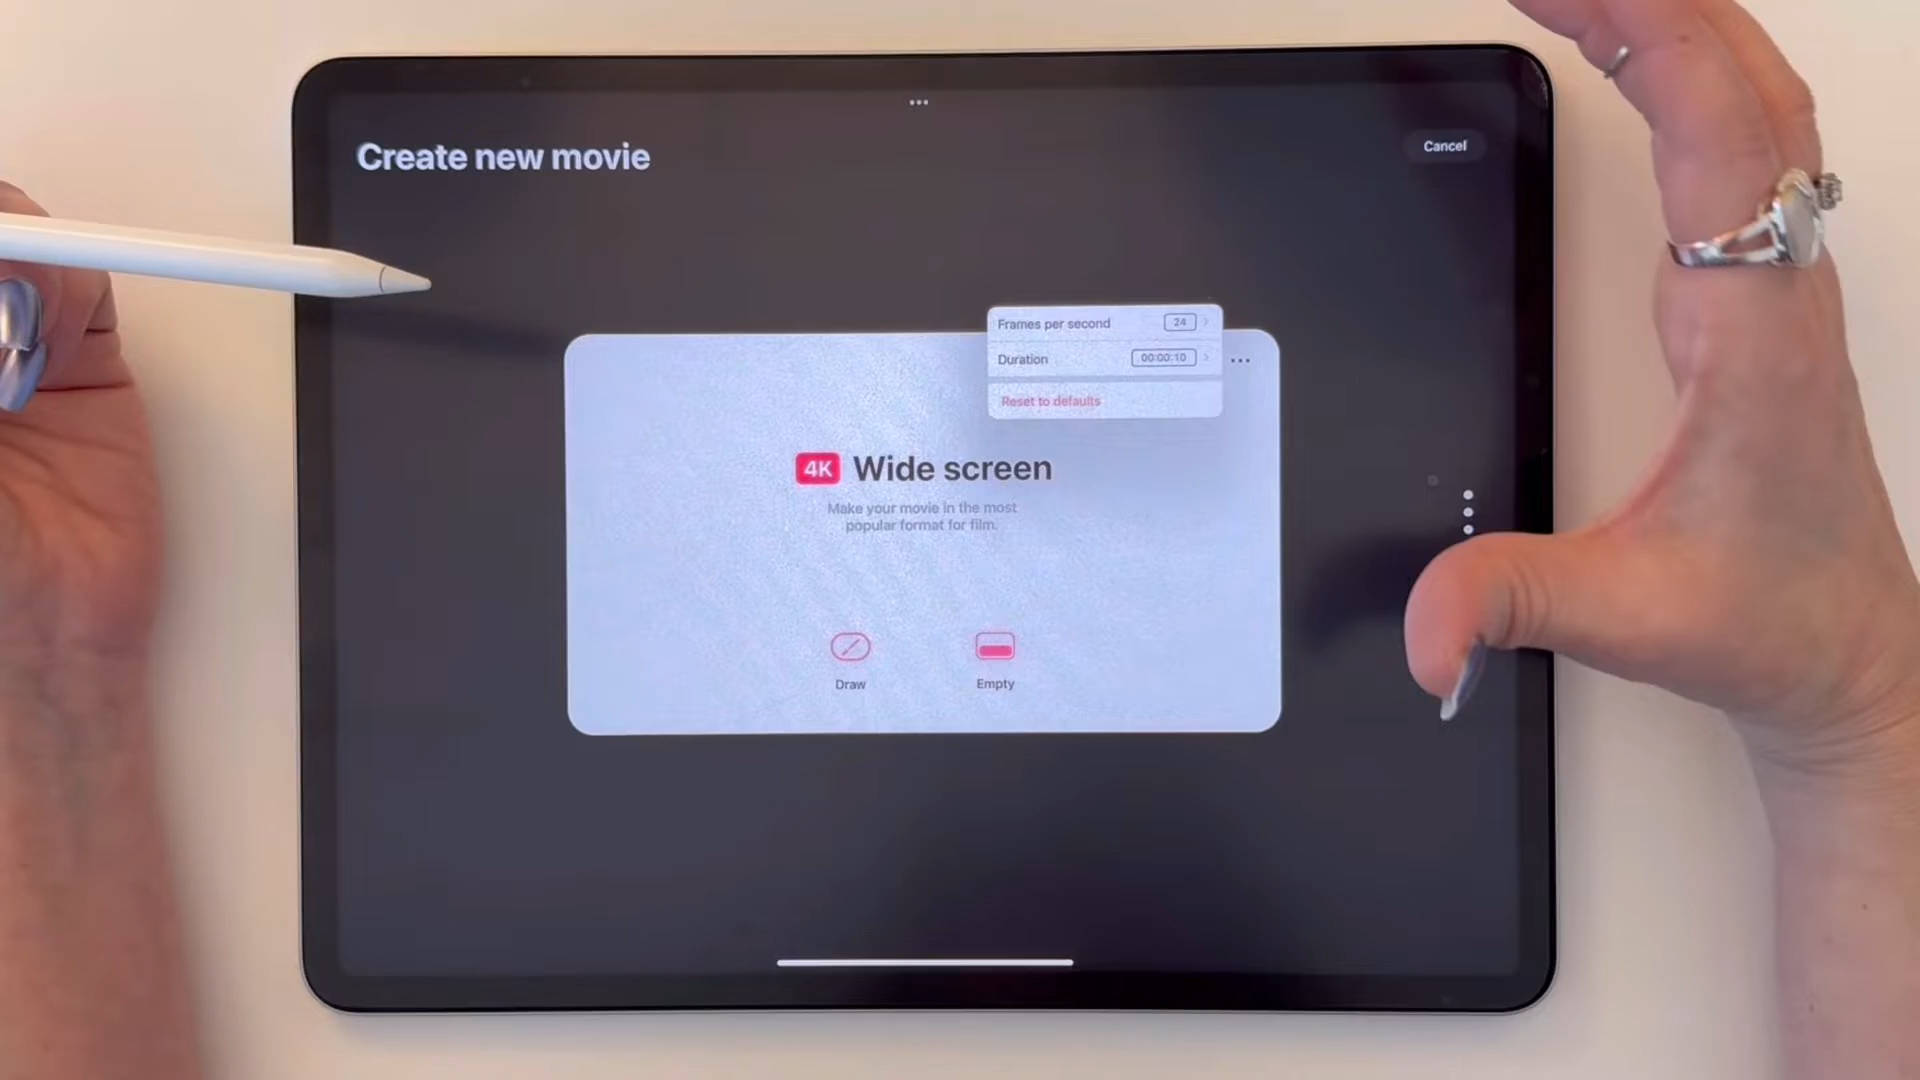 Create new movie
Cancel
Frames per second 24
Duration 00:00:10
Reset to defaults
4K Wide screen
Make your movie in the most
popular format for film.
Draw
Empty